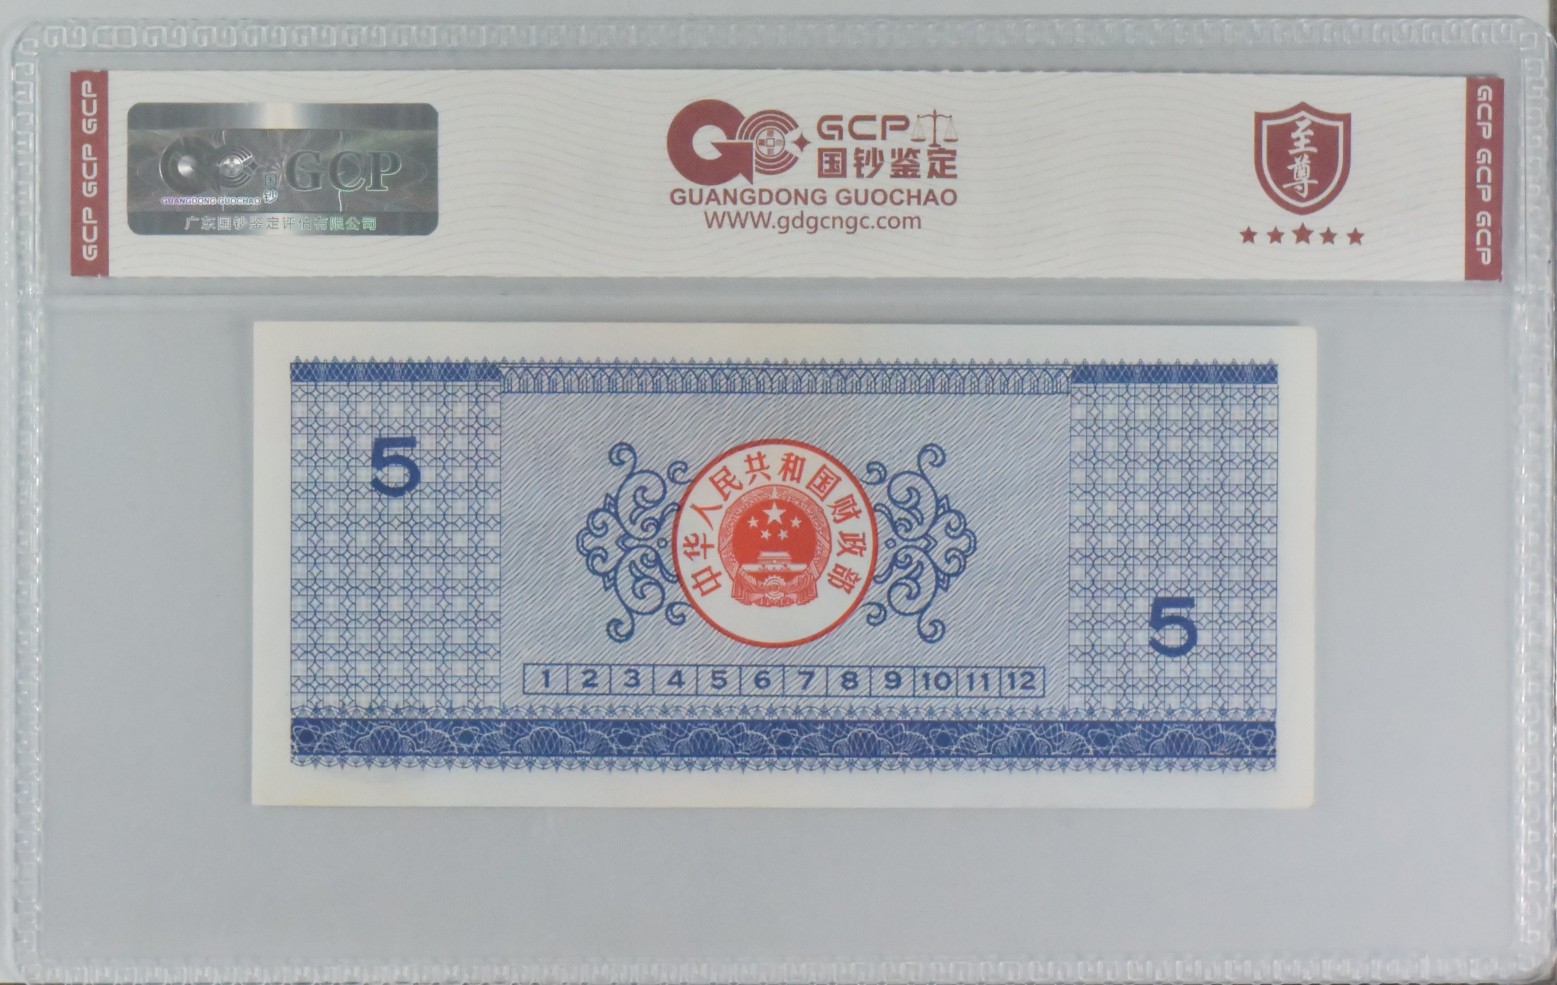 GCP GCP GCP
GUANGDONG GUOCHAO
国钞
GCP
广东国钞鉴定评估有限公司
GCP
国钞鉴定
GUANGDONG GUOCHAO
WWW.gdgcngc.com
至尊
GCP GCP GCP
5
中华人民共和国财政部
5
1 2 3 4 5 6 7 8 9 10 11 12